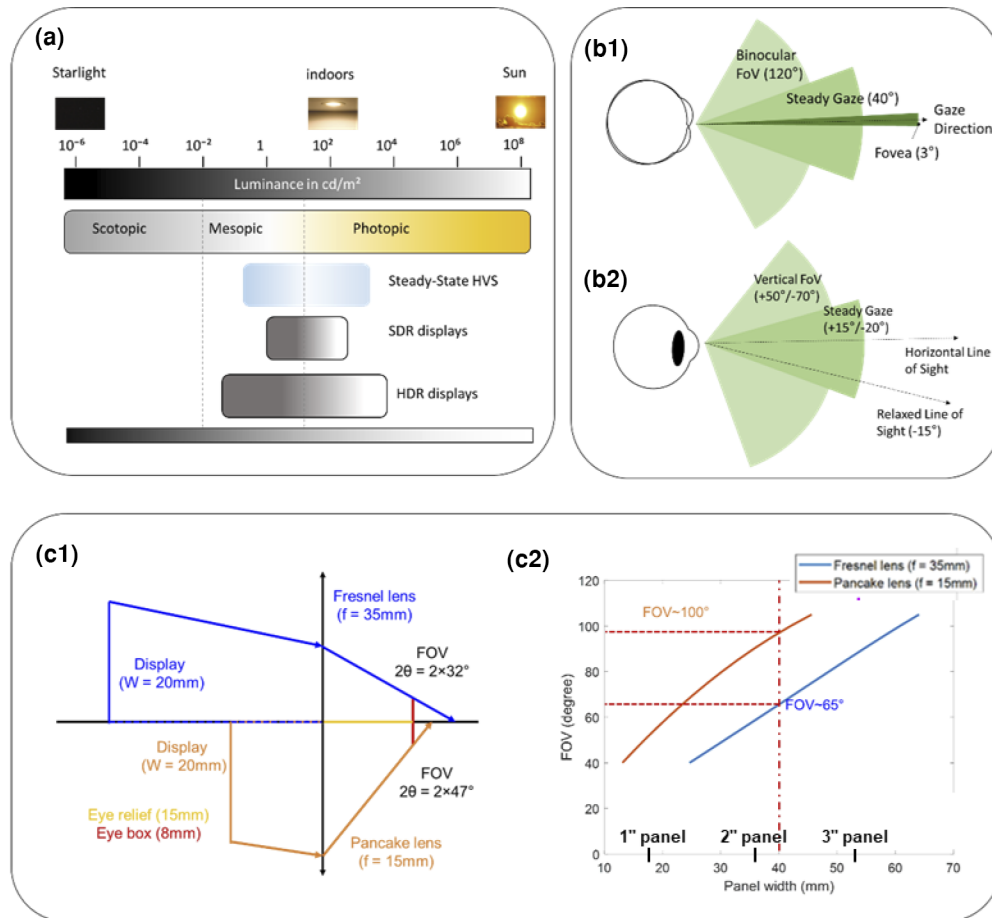 (a)
Starlight
indoors
Sun
10⁻⁶
10⁻⁴
10⁻²
1
10²
10⁴
10⁶
10⁸
Luminance in cd/m²
Scotopic
Mesopic
Photopic
Steady-State HVS
SDR displays
HDR displays
(b1)
Binocular
FoV (120°)
Steady Gaze (40°)
Gaze
Direction
Fovea (3°)
(b2)
Vertical FoV
(+50°/-70°)
Steady Gaze
(+15°/-20°)
Horizontal Line
of Sight
Relaxed Line of
Sight (-15°)
(c1)
Fresnel lens
(f = 35mm)
FOV
2θ = 2×32°
Display
(W = 20mm)
Display
(W = 20mm)
FOV
2θ = 2×47°
Eye relief (15mm)
Eye box (8mm)
Pancake lens
(f = 15mm)
(c2)
Fresnel lens (f = 35mm)
Pancake lens (f = 15mm)
120
100
80
60
40
20
0
FOV (degree)
FOV~100°
FOV~65°
1" panel
2" panel
3" panel
10
20
30
40
50
60
70
Panel width (mm)